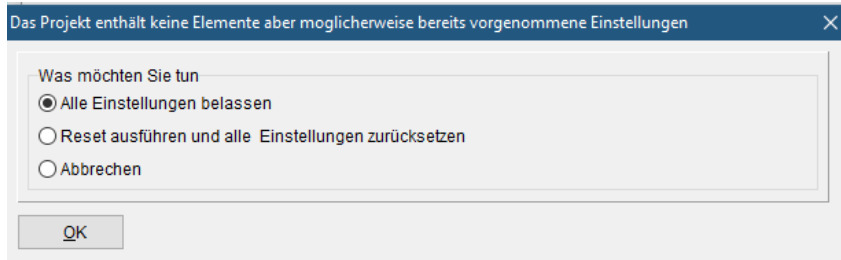 Das Projekt enthält keine Elemente aber moglicherweise bereits vorgenommene Einstellungen
Was möchten Sie tun
Alle Einstellungen belassen
Reset ausführen und alle  Einstellungen zurücksetzen
Abbrechen
OK